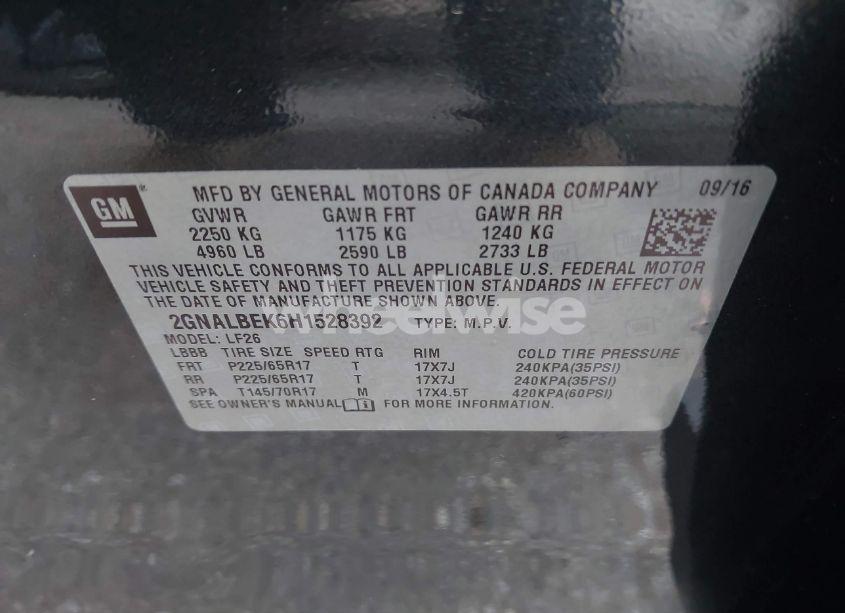 GM
MFD BY GENERAL MOTORS OF CANADA COMPANY 09/16
GVWR GAWR FRT GAWR RR
2250 KG 1175 KG 1240 KG
4960 LB 2590 LB 2733 LB
THIS VEHICLE CONFORMS TO ALL APPLICABLE U.S. FEDERAL MOTOR
VEHICLE SAFETY AND THEFT PREVENTION STANDARDS IN EFFECT ON
THE DATE OF MANUFACTURE SHOWN ABOVE.
2GNALBEK6H1528392 TYPE: M.P.V.
wheelwise
MODEL: LF26
LBBB TIRE SIZE SPEED RTG RIM COLD TIRE PRESSURE
FRT P225/65R17 T 17X7J 240KPA(35PSI)
RR P225/65R17 T 17X7J 240KPA(35PSI)
SPA T145/70R17 M 17X4.5T 420KPA(60PSI)
SEE OWNER'S MANUAL FOR MORE INFORMATION.